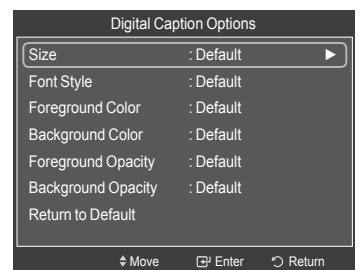 Digital Caption Options
Size : Default ►
Font Style : Default
Foreground Color : Default
Background Color : Default
Foreground Opacity : Default
Background Opacity : Default
Return to Default
Move Enter Return